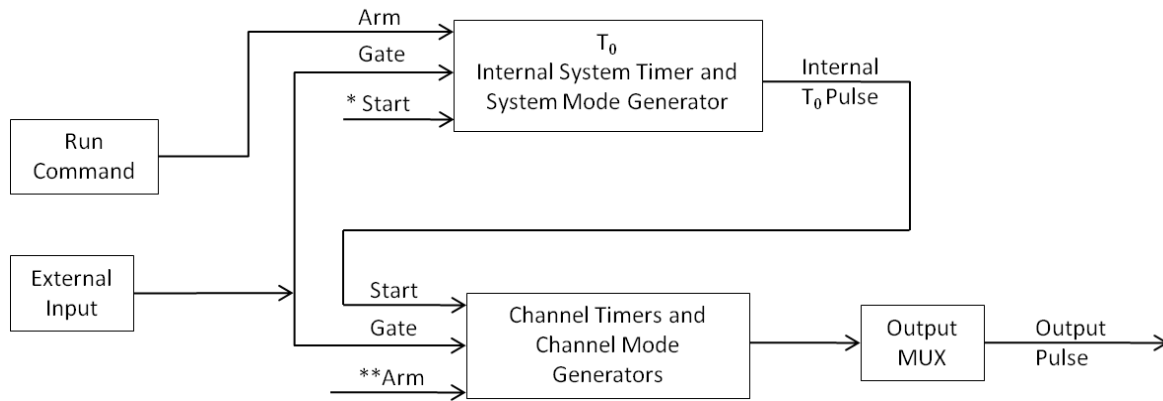 Arm
T₀
Gate
Internal System Timer and
System Mode Generator
Internal
T₀ Pulse
* Start
Run
Command
External
Input
Start
Gate
**Arm
Channel Timers and
Channel Mode
Generators
Output
MUX
Output
Pulse